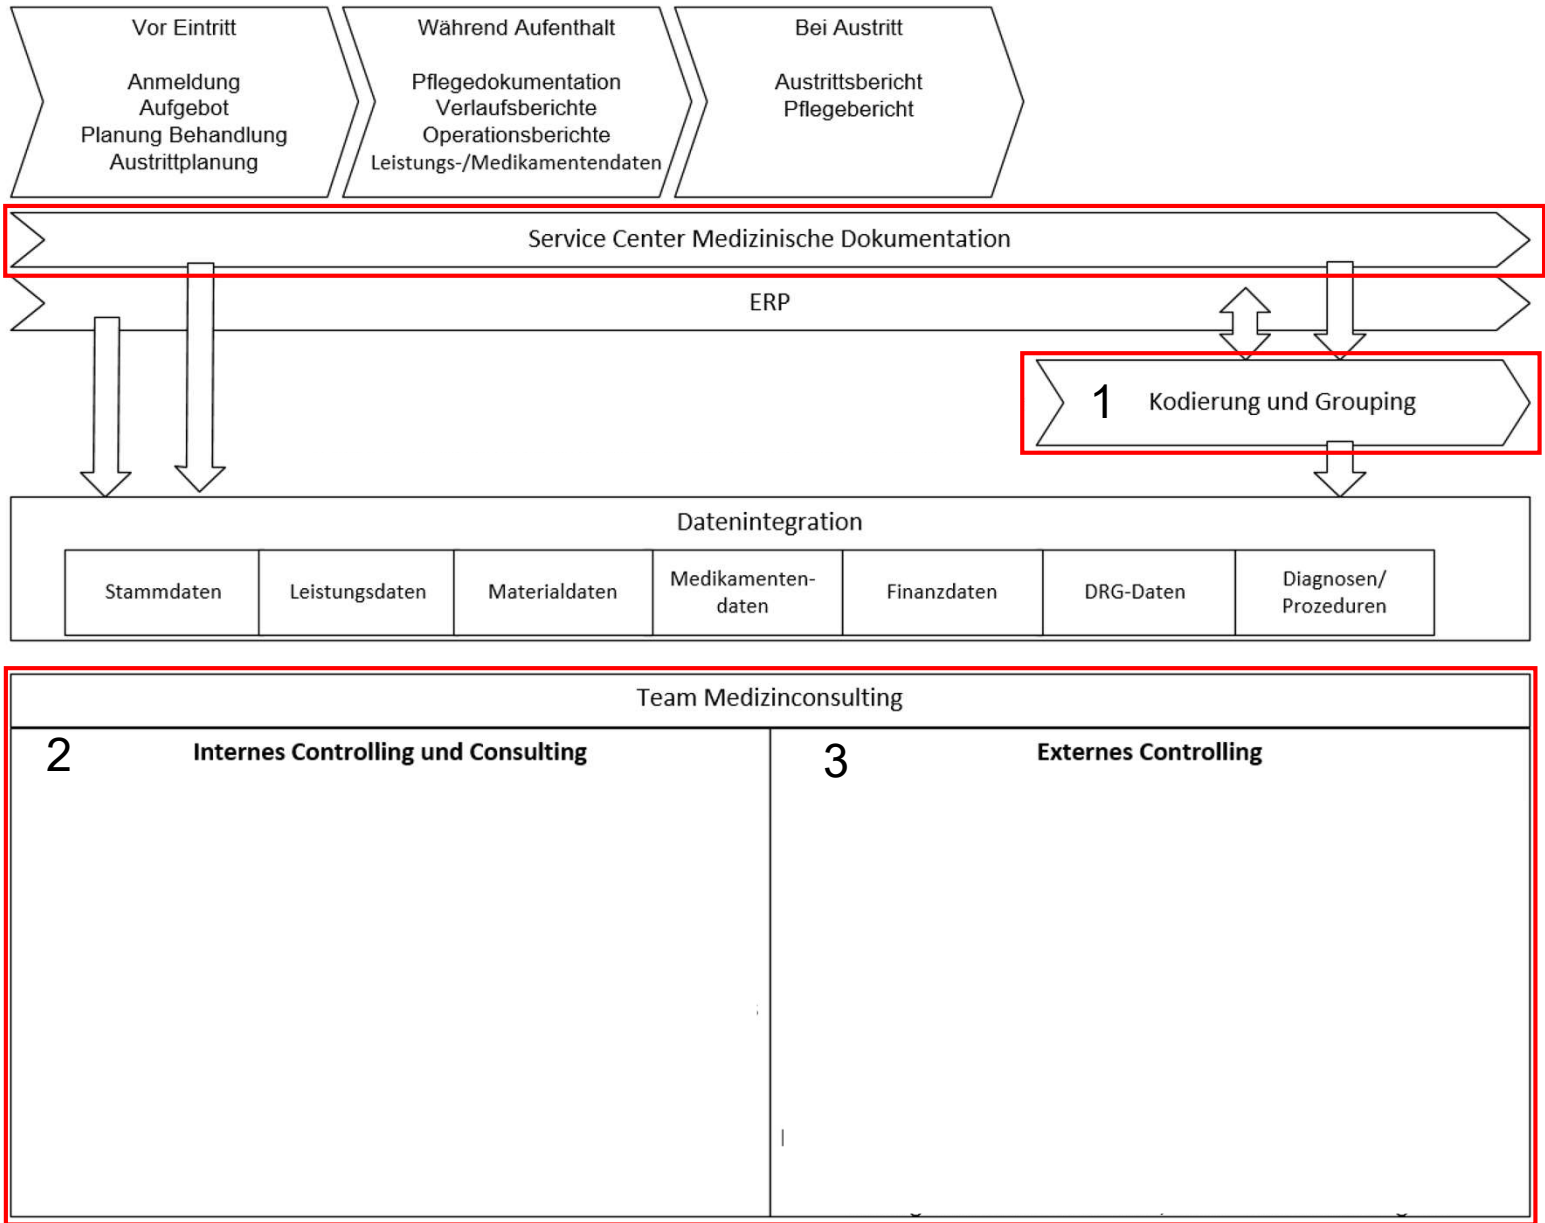 Vor Eintritt
Anmeldung
Aufgebot
Planung Behandlung
Austrittplanung
Während Aufenthalt
Pflegedokumentation
Verlaufsberichte
Operationsberichte
Leistungs-/Medikamentendaten
Bei Austritt
Austrittsbericht
Pflegebericht
Service Center Medizinische Dokumentation
ERP
1 Kodierung und Grouping
Datenintegration
Stammdaten
Leistungsdaten
Materialdaten
Medikamenten-
daten
Finanzdaten
DRG-Daten
Diagnosen/
Prozeduren
Team Medizinconsulting
2 Internes Controlling und Consulting
3 Externes Controlling